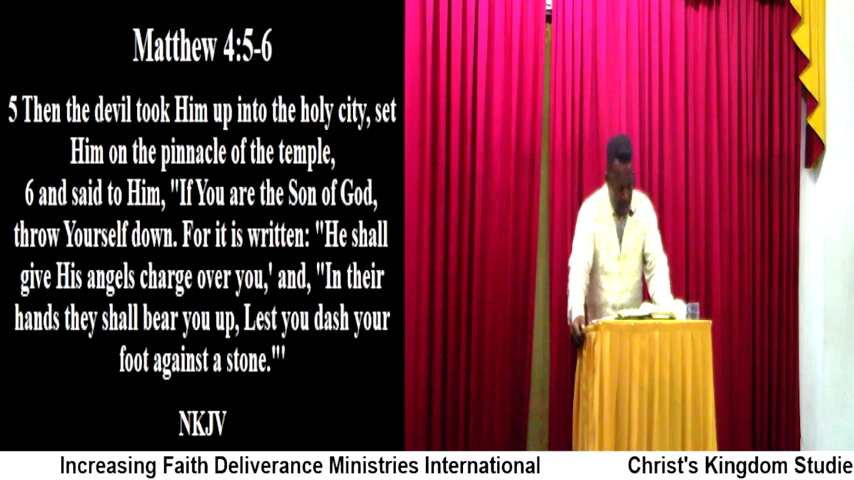 Matthew 4:5-6
5 Then the devil took Him up into the holy city, set
Him on the pinnacle of the temple,
6 and said to Him, "If You are the Son of God,
throw Yourself down. For it is written: "He shall
give His angels charge over you,' and, "In their
hands they shall bear you up, Lest you dash your
foot against a stone."'
NKJV
Increasing Faith Deliverance Ministries International
Christ's Kingdom Studie